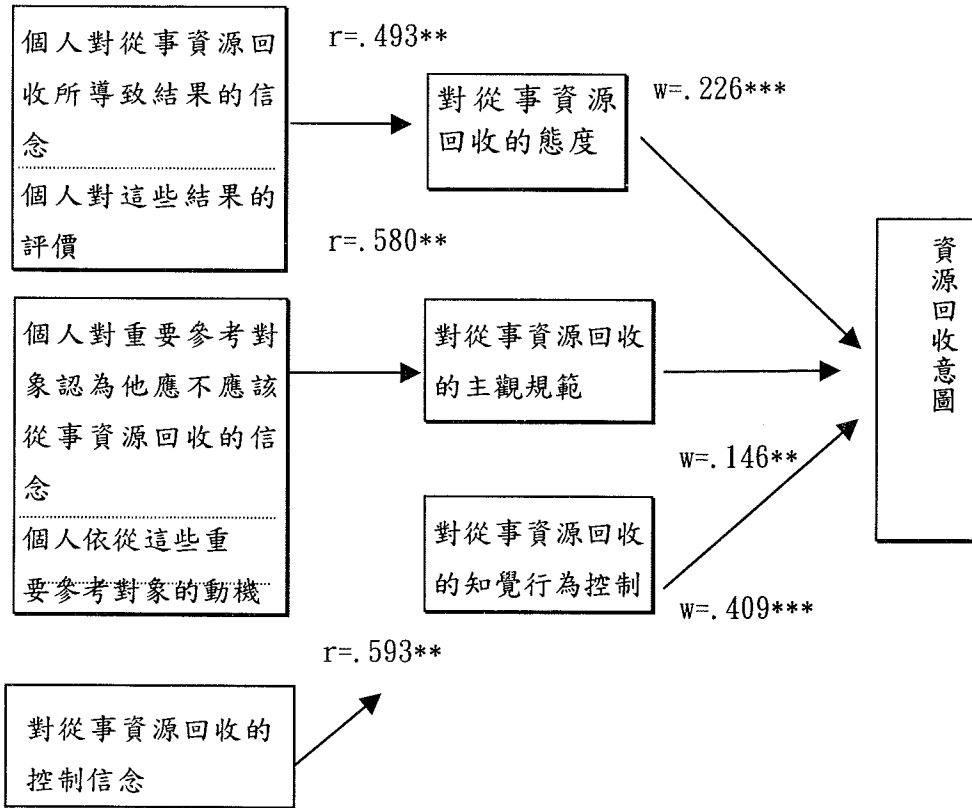 個人對從事資源回
收所導致結果的信
念
個人對這些結果的
評價
r=.493**
對從事資源
回收的態度
w=.226***
r=.580**
個人對重要參考對
象認為他應不應該
從事資源回收的信
念
個人依從這些重
要參考對象的動機
對從事資源回收
的主觀規範
w=.146**
對從事資源回收
的知覺行為控制
w=.409***
r=.593**
對從事資源回收的
控制信念
資源回收意圖